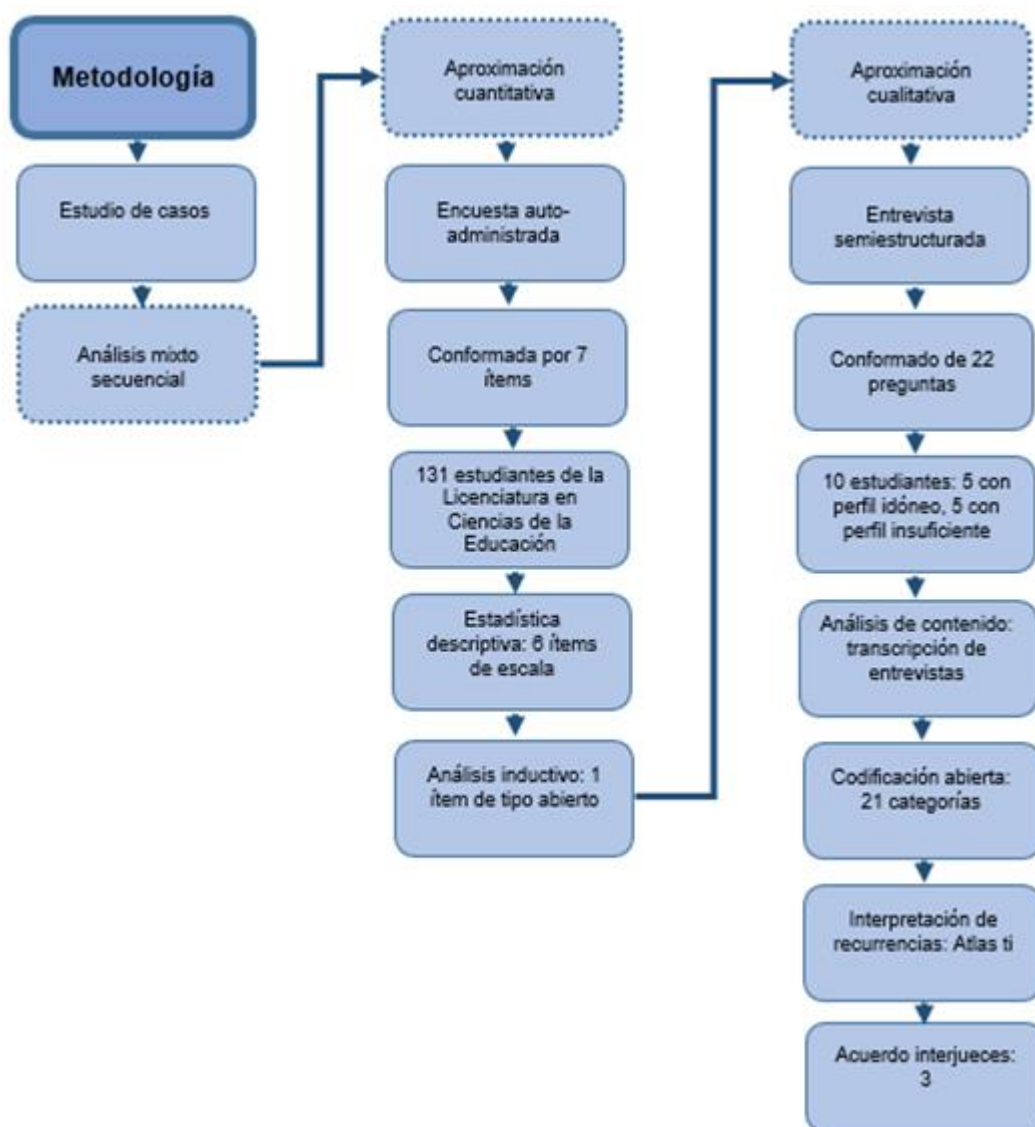 Metodología
Estudio de casos
Análisis mixto
secuencial
Aproximación
cuantitativa
Encuesta auto-
administrada
Conformada por 7
ítems
131 estudiantes de la
Licenciatura en
Ciencias de la
Educación
Estadística
descriptiva: 6 ítems
de escala
Análisis inductivo: 1
ítem de tipo abierto
Aproximación
cualitativa
Entrevista
semiestructurada
Conformado de 22
preguntas
10 estudiantes: 5 con
perfil idóneo, 5 con
perfil insuficiente
Análisis de contenido:
transcripción de
entrevistas
Codificación abierta:
21 categorías
Interpretación de
recurrencias: Atlas ti
Acuerdo interjueces:
3